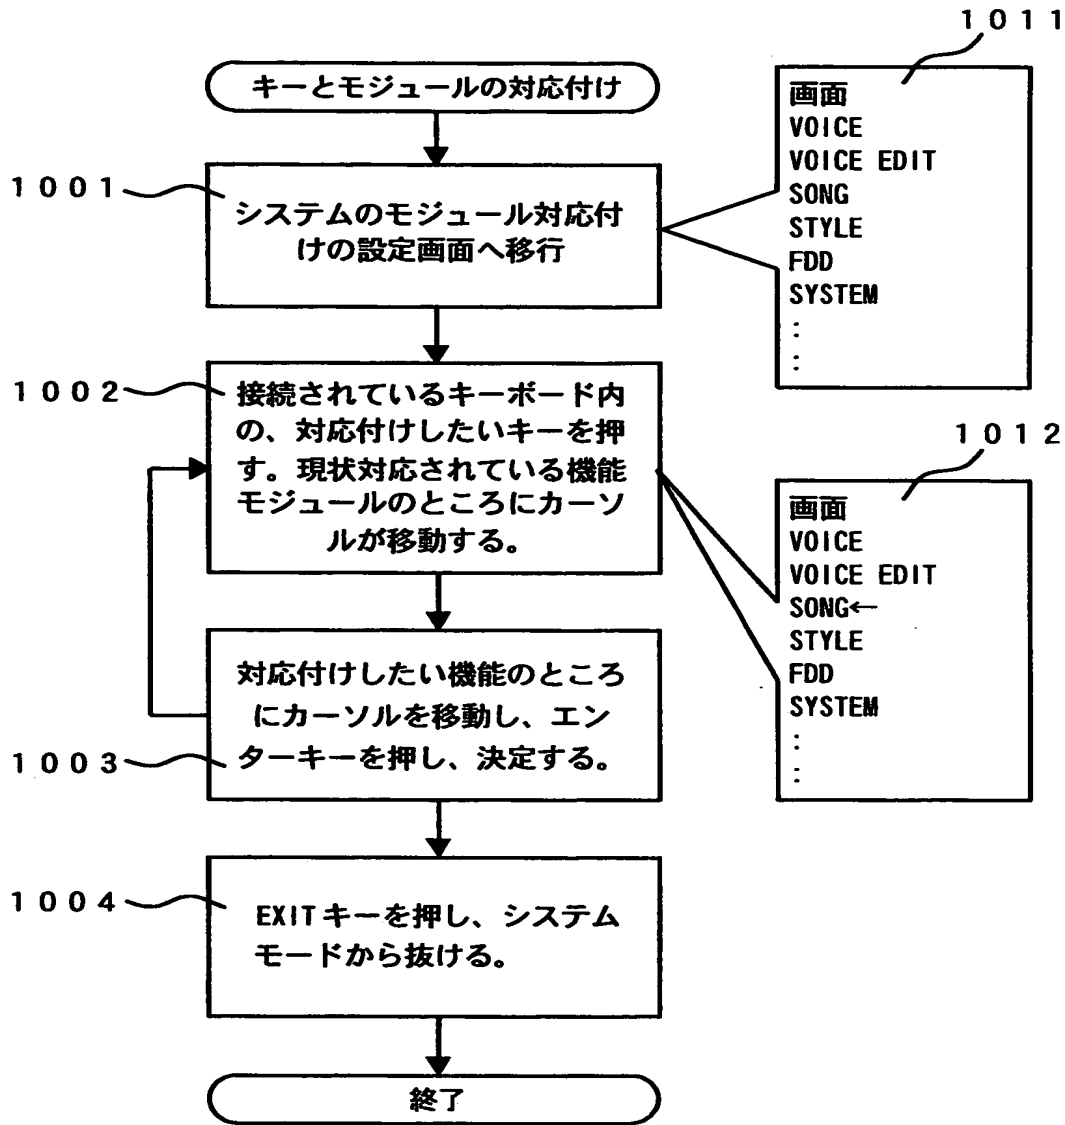 キーとモジュールの対応付け
1001
システムのモジュール対応付
けの設定画面へ移行
1011
画面
VOICE
VOICE EDIT
SONG
STYLE
FDD
SYSTEM
:
:
1002
接続されているキーボード内
の、対応付けしたいキーを押
す。現状対応されている機能
モジュールのところにカーソ
ルが移動する。
1012
画面
VOICE
VOICE EDIT
SONG←
STYLE
FDD
SYSTEM
:
:
1003
対応付けしたい機能のところ
にカーソルを移動し、エン
ターキーを押し、決定する。
1004
EXITキーを押し、システム
モードから抜ける。
終了